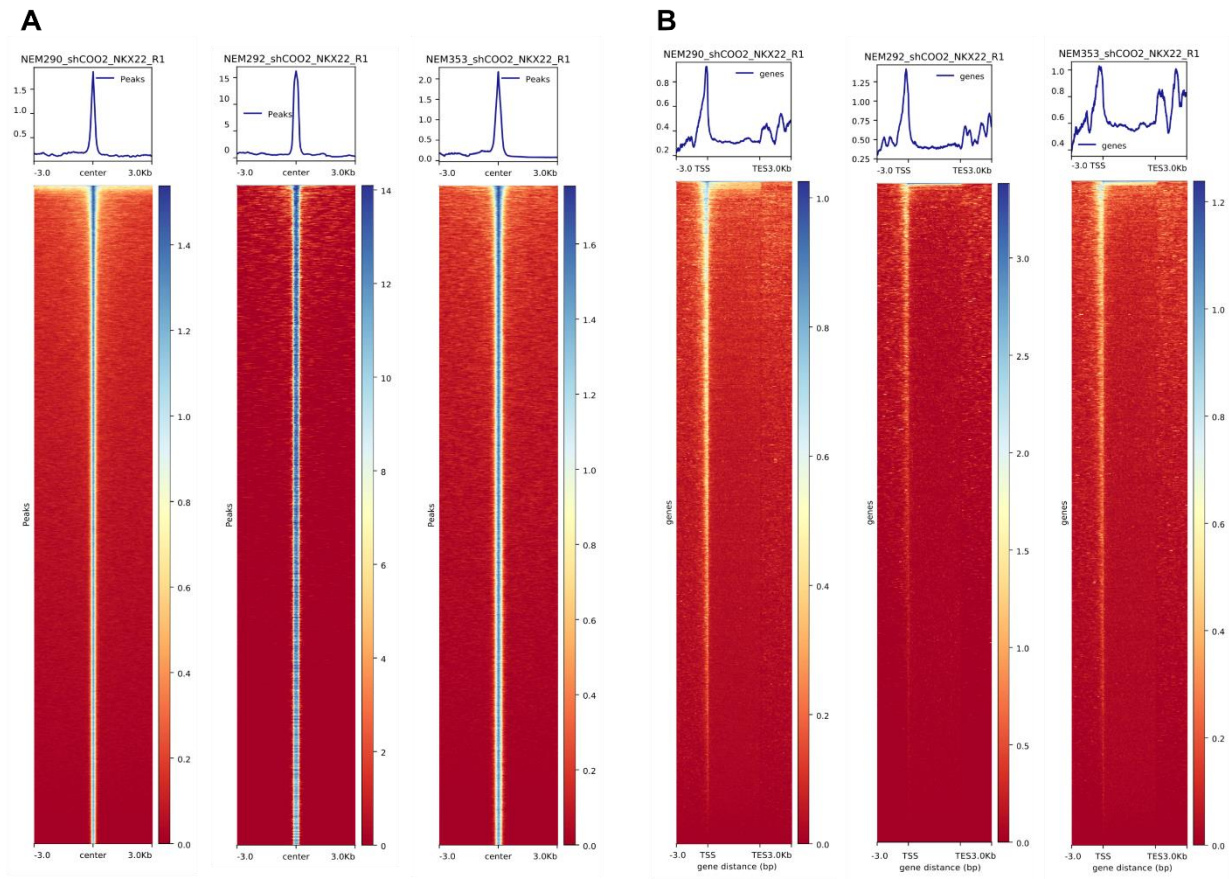 A
NEM290_shCOO2_NKX22_R1
Peaks
1.5
1.0
0.5
-3.0 center 3.0Kb
NEM292_shCOO2_NKX22_R1
15
Peaks
10
5
0
0
-3.0 center 3.0Kb
NEM353_shCOO2_NKX22_R1
Peaks
2.0
1.5
1.0
0.5
0.0
-3.0 center 3.0Kb
Peaks
1.4
1.2
1.0
0.8
0.6
0.4
0.2
0.0
-3.0 center 3.0Kb
Peaks
14
12
10
8
6
4
2
0
-3.0 center 3.0Kb
Peaks
1.6
1.4
1.2
1.0
0.8
0.6
0.4
0.2
0.0
-3.0 center 3.0Kb
B
NEM290_shCOO2_NKX22_R1
genes
0.8
0.6
0.4
0.2
-3.0 TSS TES3.0Kb
NEM292_shCOO2_NKX22_R1
genes
1.25
1.00
0.75
0.50
0.25
-3.0 TSS TES3.0Kb
NEM353_shCOO2_NKX22_R1
1.0
0.8
0.6
0.4
genes
-3.0 TSS TES3.0Kb
genes
1.0
0.8
0.6
0.4
0.2
0.0
-3.0 TSS TES3.0Kb
gene distance (bp)
genes
3.0
2.5
2.0
1.5
1.0
0.5
0.0
-3.0 TSS TES3.0Kb
gene distance (bp)
genes
1.2
1.0
0.8
0.6
0.4
0.2
0.0
-3.0 TSS TES3.0Kb
gene distance (bp)